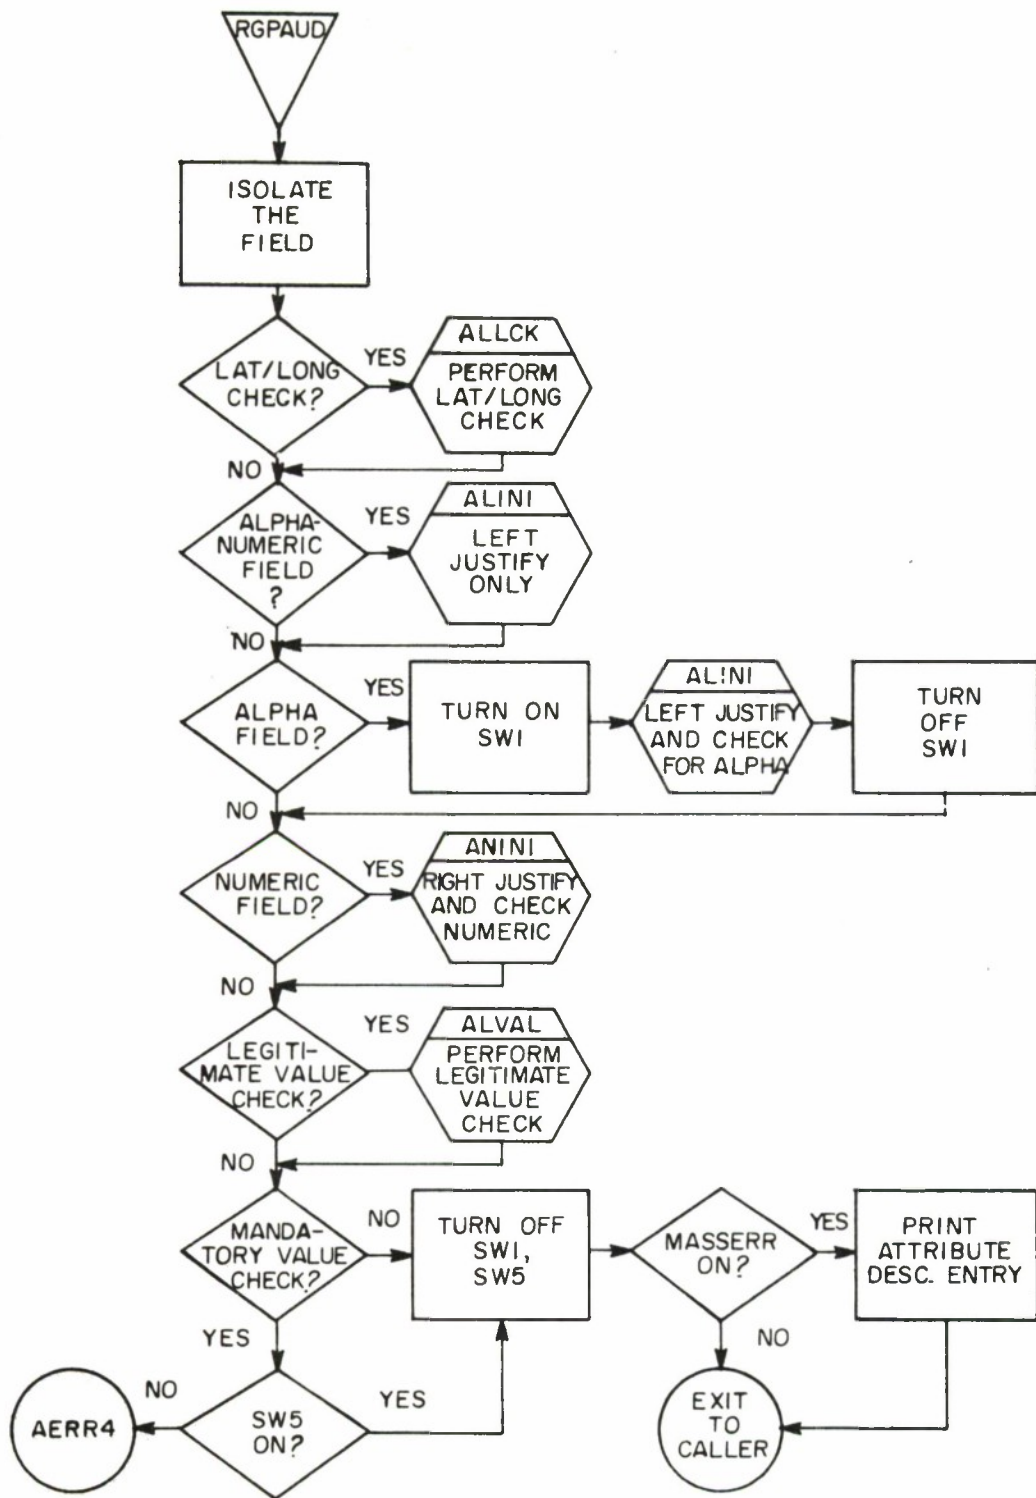 RGPAUD
ISOLATE
THE
FIELD
LAT/LONG
CHECK?
YES
ALLCK
PERFORM
LAT/LONG
CHECK
NO
ALPHA-
NUMERIC
FIELD
?
YES
ALINI
LEFT
JUSTIFY
ONLY
NO
ALPHA
FIELD?
YES
TURN ON
SW1
ALINI
LEFT JUSTIFY
AND CHECK
FOR ALPHA
TURN
OFF
SW1
NO
NUMERIC
FIELD?
YES
ANINI
RIGHT JUSTIFY
AND CHECK
NUMERIC
NO
LEGITI-
MATE VALUE
CHECK?
YES
ALVAL
PERFORM
LEGITIMATE
VALUE
CHECK
NO
MANDA-
TORY VALUE
CHECK?
NO
TURN OFF
SW1,
SW5
MASSERR
ON?
YES
PRINT
ATTRIBUTE
DESC. ENTRY
YES
NO
SW5
ON?
YES
NO
AERR4
EXIT
TO
CALLER